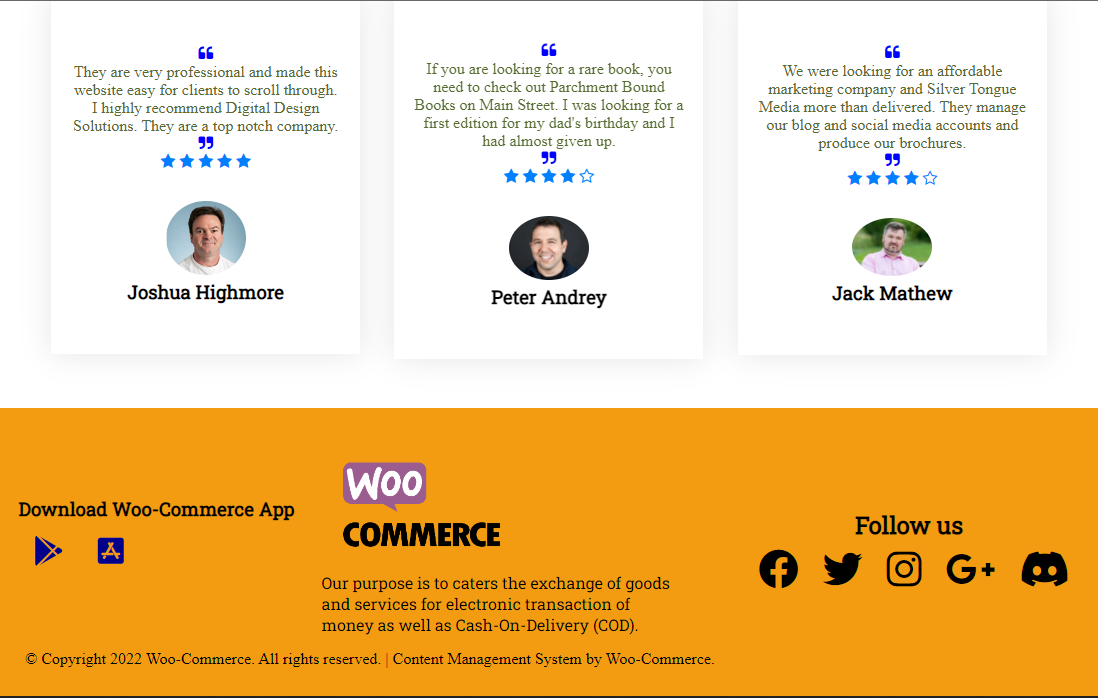 ❝
They are very professional and made this
website easy for clients to scroll through.
I highly recommend Digital Design
Solutions. They are a top notch company.
❞
Joshua Highmore
❝
If you are looking for a rare book, you
need to check out Parchment Bound
Books on Main Street. I was looking for a
first edition for my dad's birthday and I
had almost given up.
❞
Peter Andrey
❝
We were looking for an affordable
marketing company and Silver Tongue
Media more than delivered. They manage
our blog and social media accounts and
produce our brochures.
❞
Jack Mathew
Download Woo-Commerce App
WOO
COMMERCE
Our purpose is to caters the exchange of goods
and services for electronic transaction of
money as well as Cash-On-Delivery (COD).
Follow us
G+
© Copyright 2022 Woo-Commerce. All rights reserved. | Content Management System by Woo-Commerce.